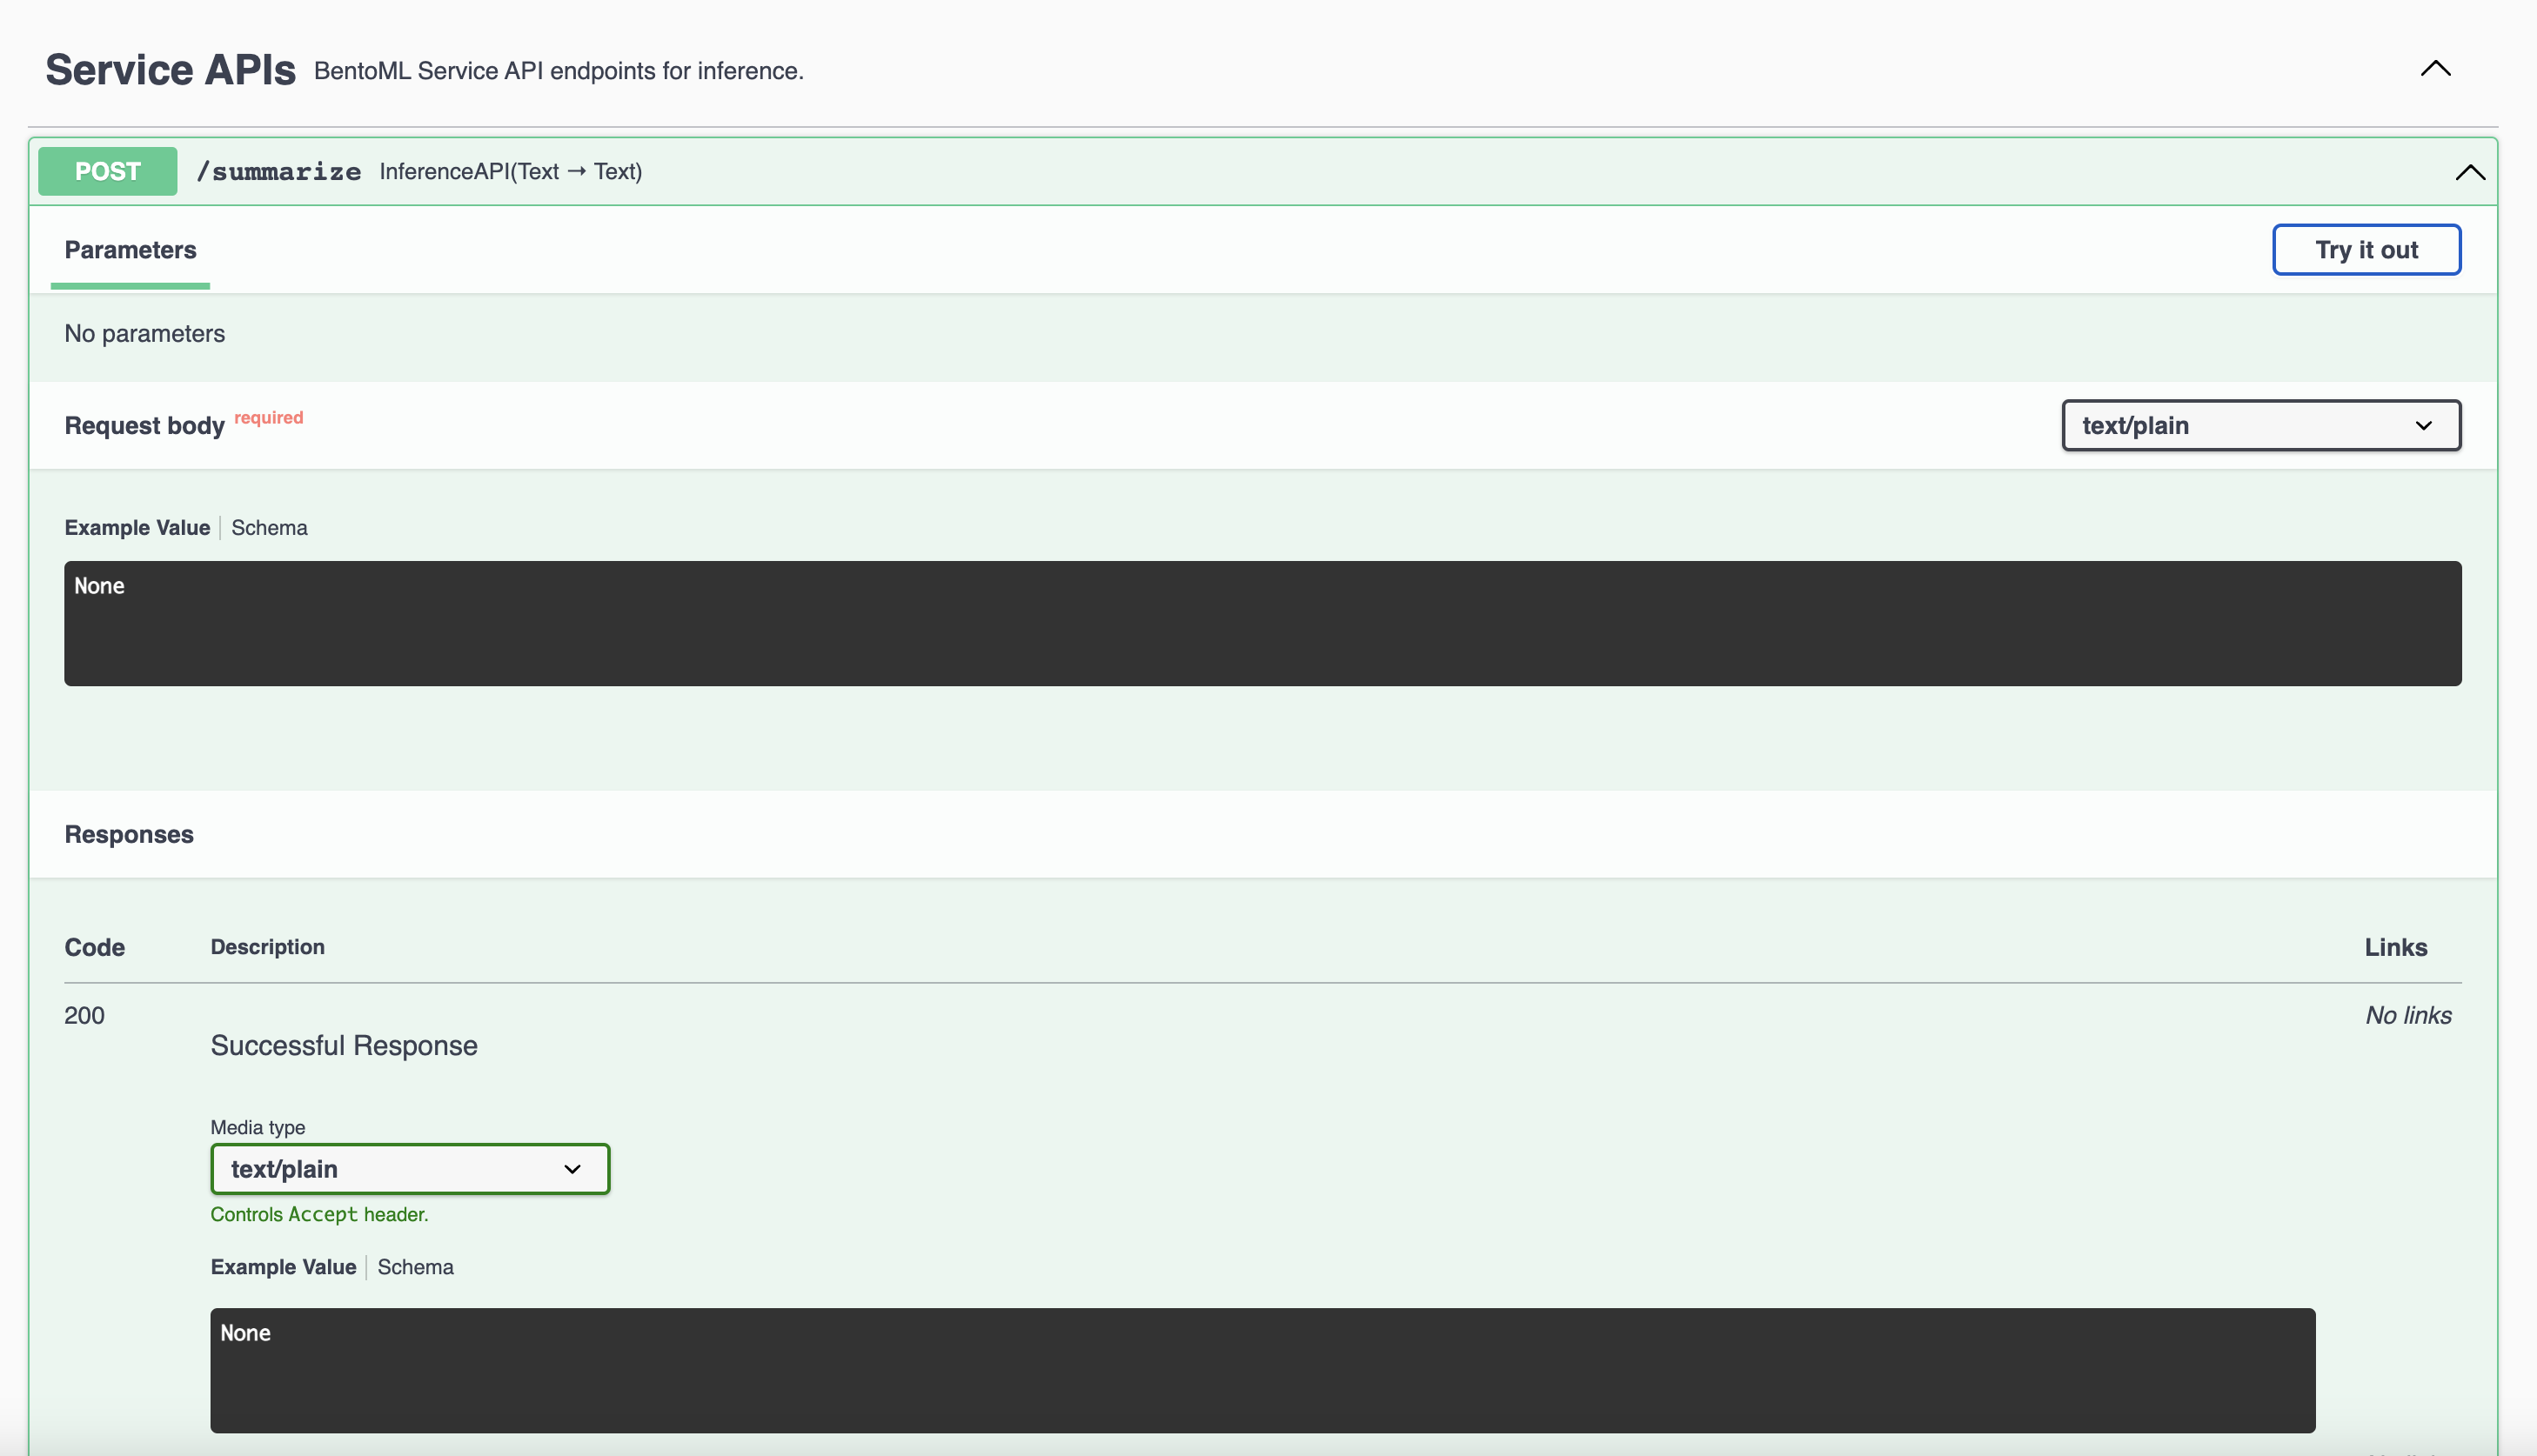 Service APIs BentoML Service API endpoints for inference.
POST /summarize InferenceAPI(Text → Text)
Parameters
Try it out
No parameters
Request body required
text/plain
Example Value Schema
None
Responses
Code Description Links
200 No links
Successful Response
Media type
text/plain
Controls Accept header.
Example Value Schema
None